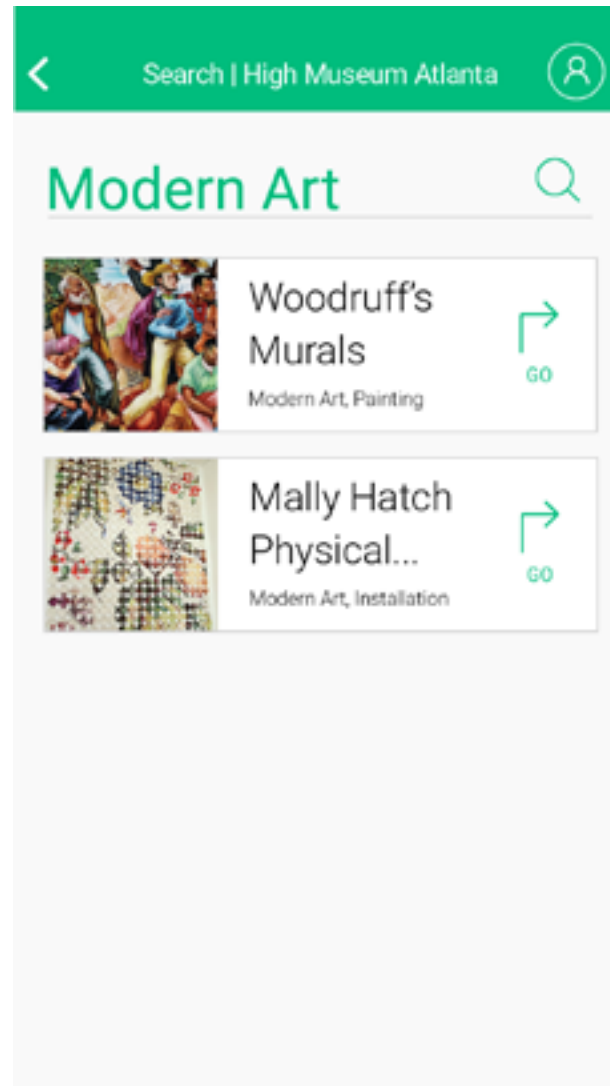 Search | High Museum Atlanta
Modern Art
Woodruff's
Murals
Modern Art, Painting
GO
Mally Hatch
Physical...
Modern Art, Installation
GO